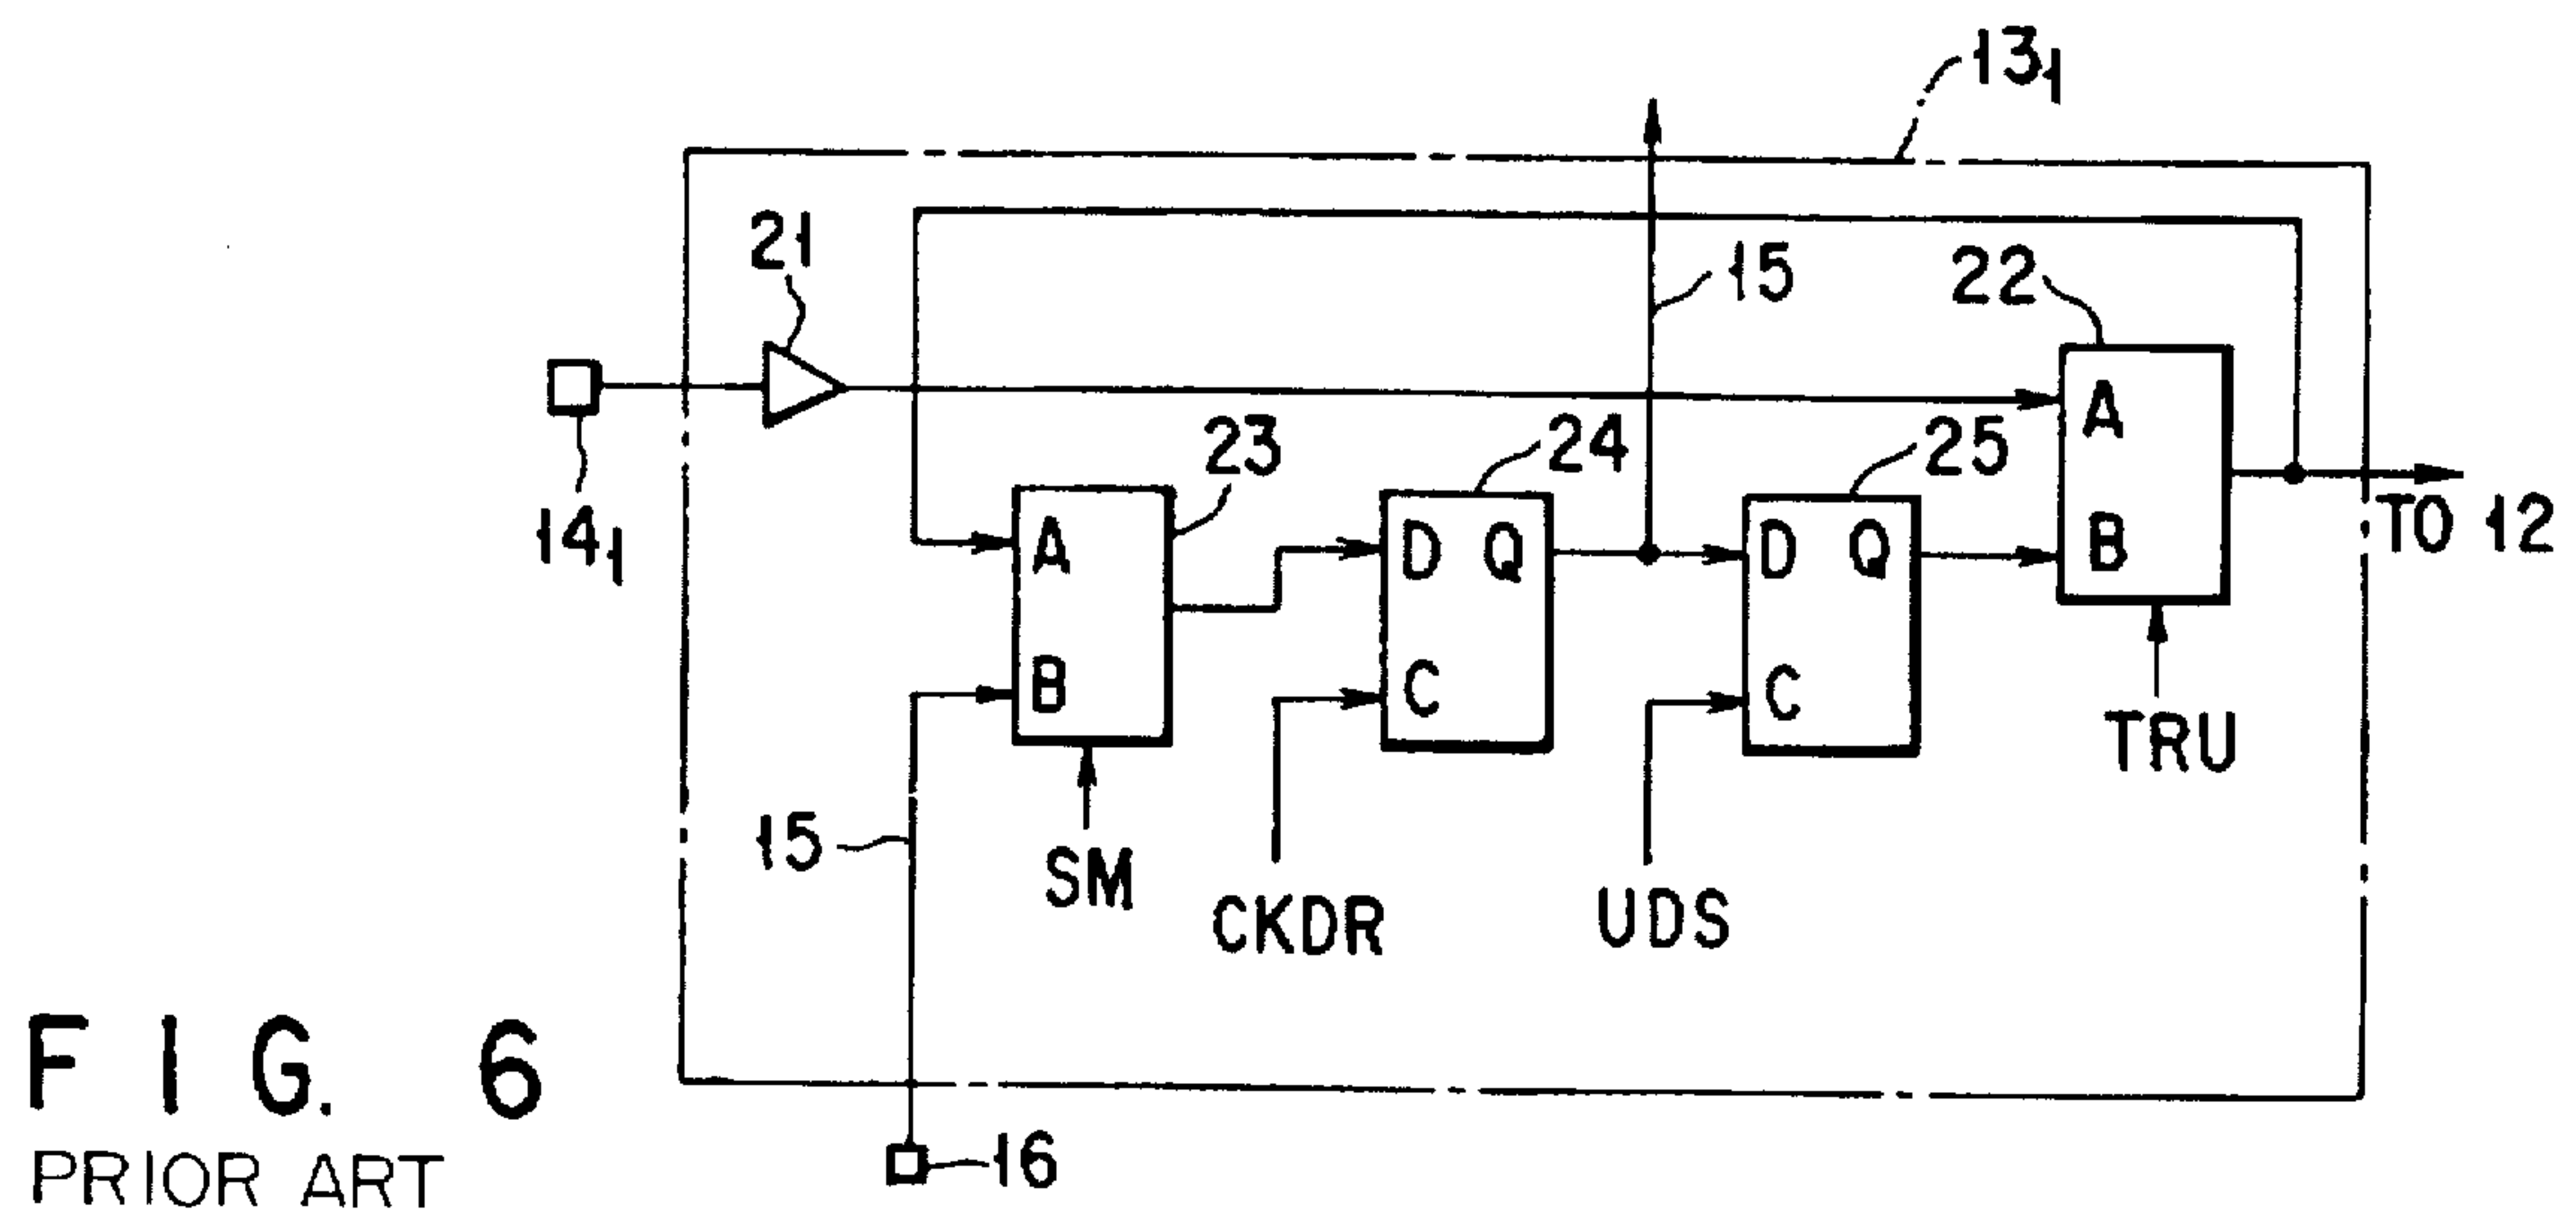 13₁
21
15
22
A
B
23
24
25
A
B
D Q
C
D Q
C
14₁
TO 12
TRU
15
SM
CKDR
UDS
16
FIG. 6
PRIOR ART